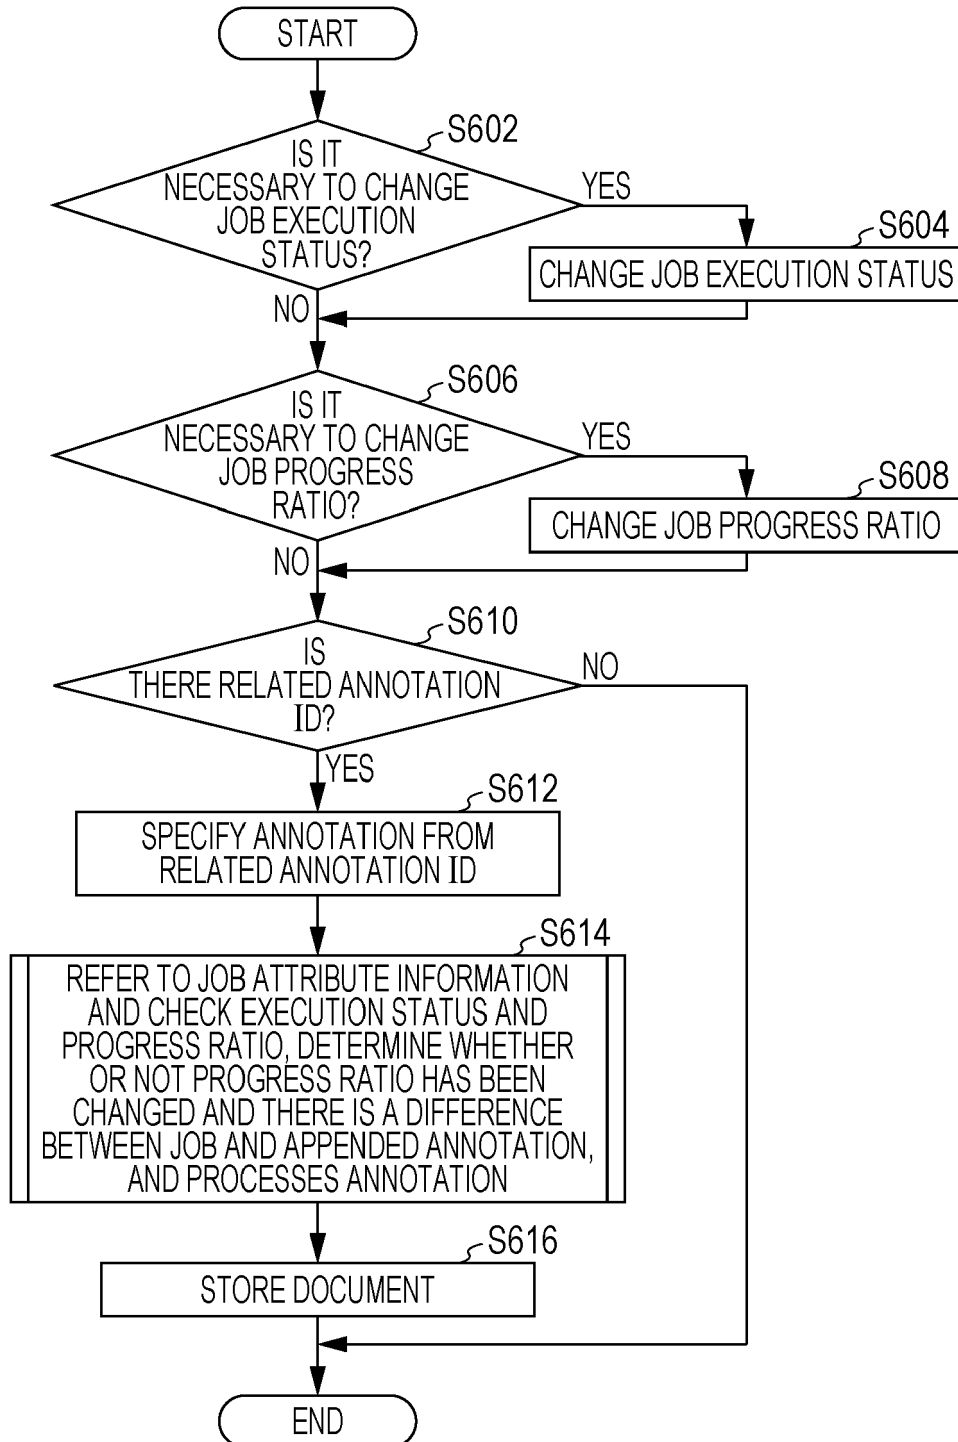 START
S602
IS IT
NECESSARY TO CHANGE
JOB EXECUTION
STATUS?
YES
S604
CHANGE JOB EXECUTION STATUS
NO
S606
IS IT
NECESSARY TO CHANGE
JOB PROGRESS
RATIO?
YES
S608
CHANGE JOB PROGRESS RATIO
NO
S610
IS
THERE RELATED ANNOTATION
ID?
NO
YES
S612
SPECIFY ANNOTATION FROM
RELATED ANNOTATION ID
S614
REFER TO JOB ATTRIBUTE INFORMATION
AND CHECK EXECUTION STATUS AND
PROGRESS RATIO, DETERMINE WHETHER
OR NOT PROGRESS RATIO HAS BEEN
CHANGED AND THERE IS A DIFFERENCE
BETWEEN JOB AND APPENDED ANNOTATION,
AND PROCESSES ANNOTATION
S616
STORE DOCUMENT
END